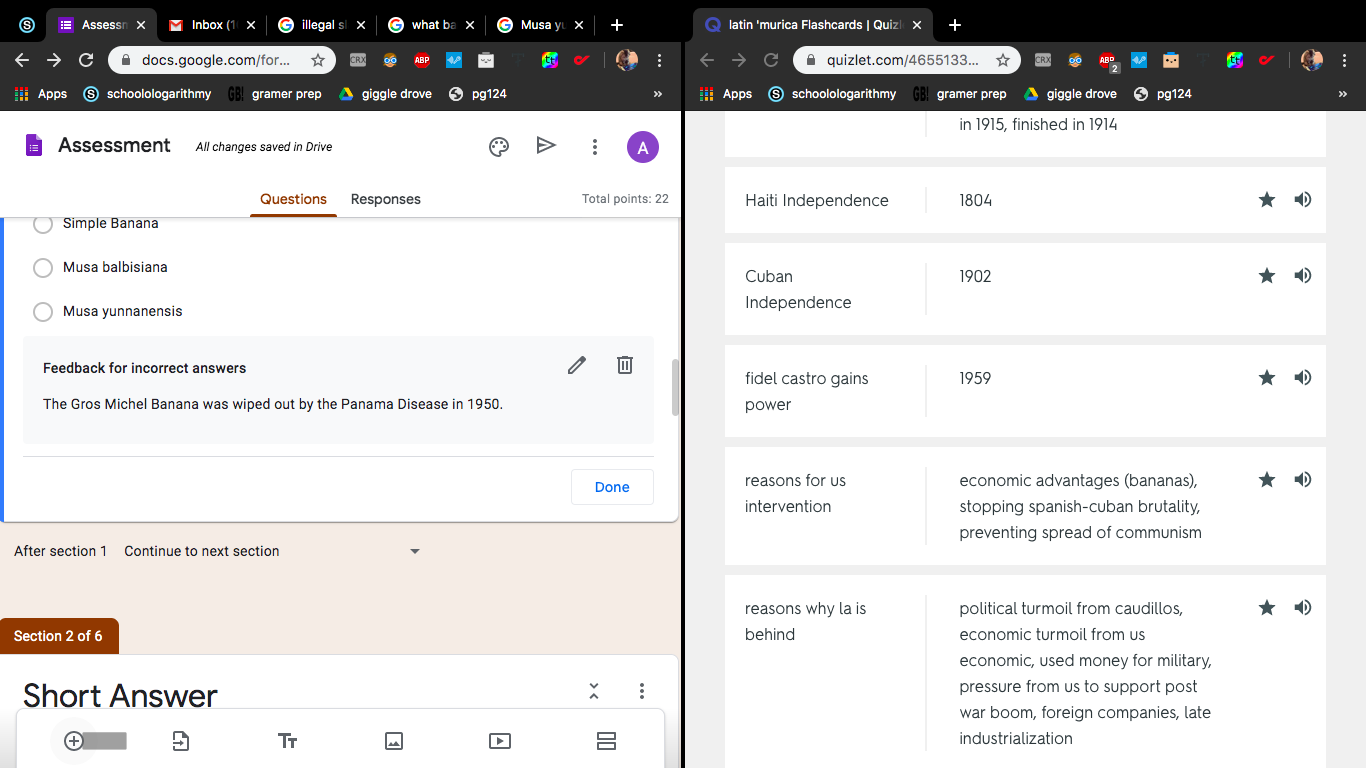 Assessn
Inbox (1
illegal sl
what ba
Musa yu
docs.google.com/for...
CRX
ABP
Apps
schoolologarithmy
GB!
gramer prep
giggle drove
pg124
»
Assessment
All changes saved in Drive
A
Questions
Responses
Total points: 22
Simple Banana
Musa balbisiana
Musa yunnanensis
Feedback for incorrect answers
The Gros Michel Banana was wiped out by the Panama Disease in 1950.
Done
After section 1 Continue to next section
Section 2 of 6
Short Answer
Tт
latin 'murica Flashcards | Quizl
quizlet.com/4655133...
CRX
ABP
2
Apps
schoolologarithmy
GB!
gramer prep
giggle drove
pg124
»
in 1915, finished in 1914
Haiti Independence
1804
Cuban
Independence
1902
fidel castro gains
power
1959
reasons for us
intervention
economic advantages (bananas),
stopping spanish-cuban brutality,
preventing spread of communism
reasons why la is
behind
political turmoil from caudillos,
economic turmoil from us
economic, used money for military,
pressure from us to support post
war boom, foreign companies, late
industrialization